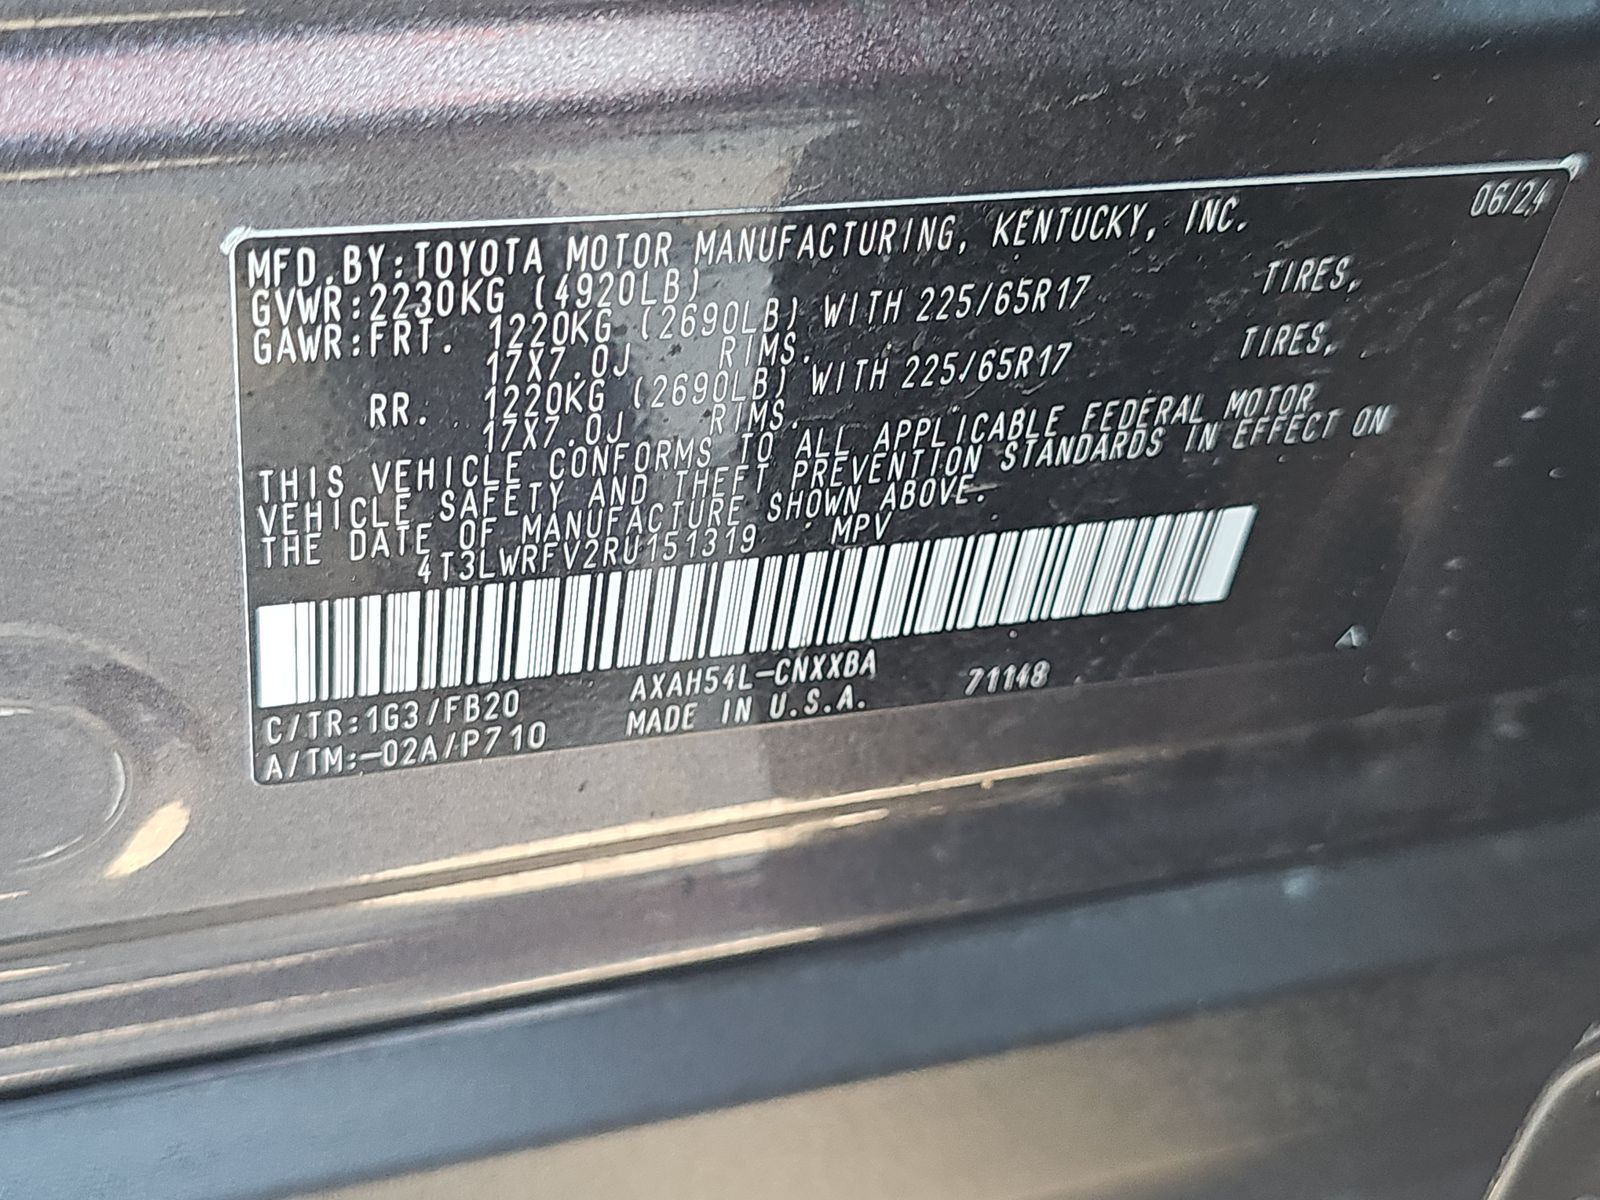 06/24
MFD.BY:TOYOTA MOTOR MANUFACTURING, KENTUCKY, INC.
GVWR:2230KG (4920LB)
GAWR:FRT. 1220KG (2690LB) WITH 225/65R17 TIRES,
17X7.0J RIMS.
RR. 1220KG (2690LB) WITH 225/65R17 TIRES,
17X7.0J RIMS.
THIS VEHICLE CONFORMS TO ALL APPLICABLE FEDERAL MOTOR
VEHICLE SAFETY AND THEFT PREVENTION STANDARDS IN EFFECT ON
THE DATE OF MANUFACTURE SHOWN ABOVE.
4T3LWRFV2RU151319 MPV
C/TR:1G3/FB20 AXAH54L-CNXXBA 71148
A/TM:-02A/P710 MADE IN U.S.A.